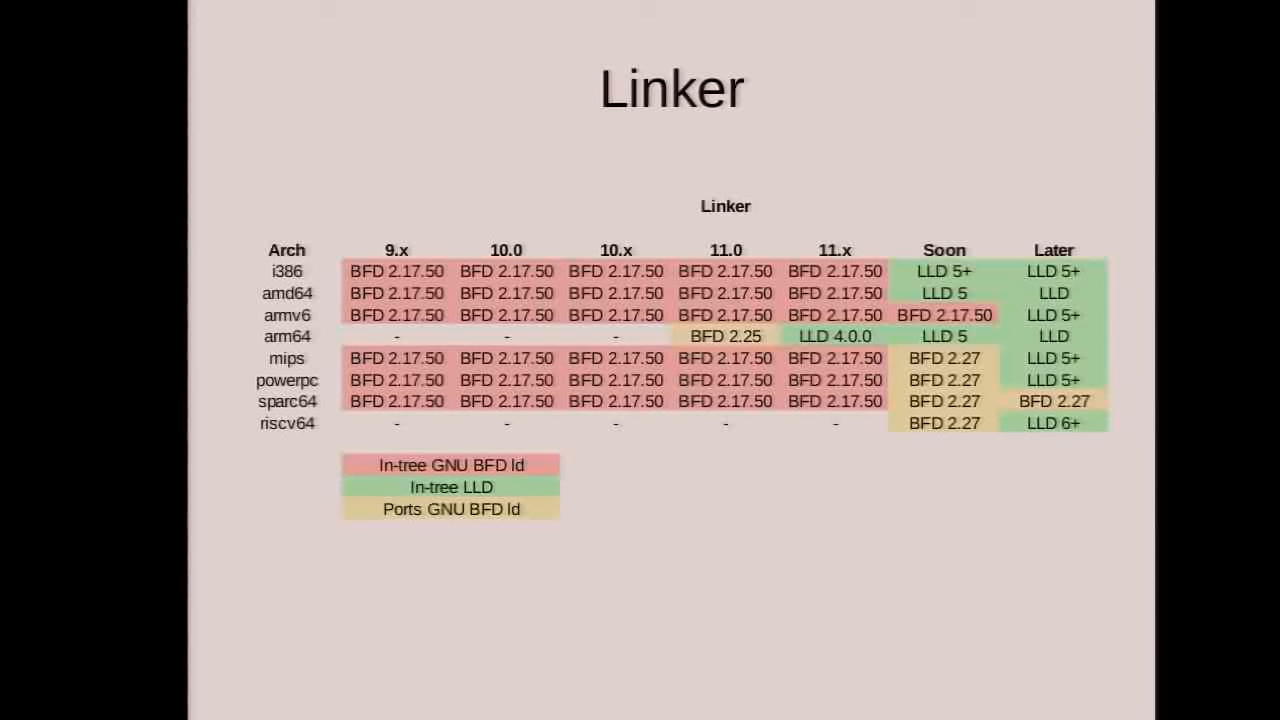 Linker
Linker
Arch 9.x 10.0 10.x 11.0 11.x Soon Later
i386 BFD 2.17.50 BFD 2.17.50 BFD 2.17.50 BFD 2.17.50 BFD 2.17.50 LLD 5+ LLD 5+
amd64 BFD 2.17.50 BFD 2.17.50 BFD 2.17.50 BFD 2.17.50 BFD 2.17.50 LLD 5 LLD
armv6 BFD 2.17.50 BFD 2.17.50 BFD 2.17.50 BFD 2.17.50 BFD 2.17.50 BFD 2.17.50 LLD 5+
arm64 - - - BFD 2.25 LLD 4.0.0 LLD 5 LLD
mips BFD 2.17.50 BFD 2.17.50 BFD 2.17.50 BFD 2.17.50 BFD 2.17.50 BFD 2.27 LLD 5+
powerpc BFD 2.17.50 BFD 2.17.50 BFD 2.17.50 BFD 2.17.50 BFD 2.17.50 BFD 2.27 LLD 5+
sparc64 BFD 2.17.50 BFD 2.17.50 BFD 2.17.50 BFD 2.17.50 BFD 2.17.50 BFD 2.27 BFD 2.27
riscv64 - - - - - BFD 2.27 LLD 6+
In-tree GNU BFD ld
In-tree LLD
Ports GNU BFD ld